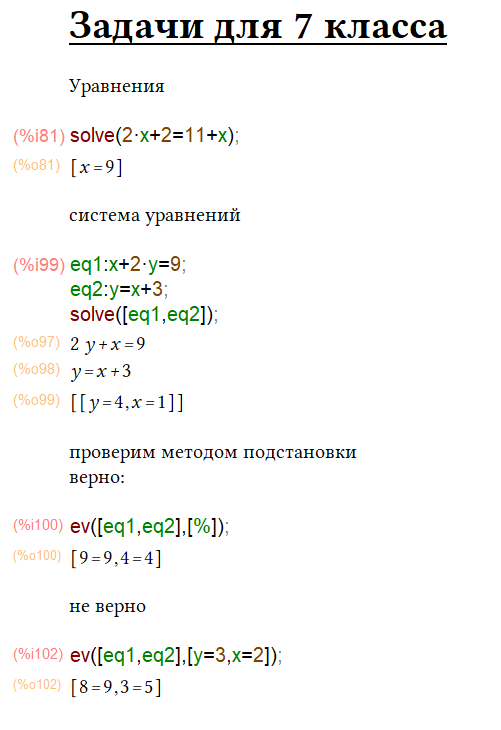 Задачи для 7 класса
Уравнения
(%i81) solve(2·x+2=11+x);
(%o81) [x=9]
система уравнений
(%i99) eq1:x+2·y=9;
eq2:y=x+3;
solve([eq1,eq2]);
(%o97) 2 y+x=9
(%o98) y=x+3
(%o99) [[y=4,x=1]]
проверим методом подстановки
верно:
(%i100) ev([eq1,eq2],[%]);
(%o100) [9=9,4=4]
не верно
(%i102) ev([eq1,eq2],[y=3,x=2]);
(%o102) [8=9,3=5]